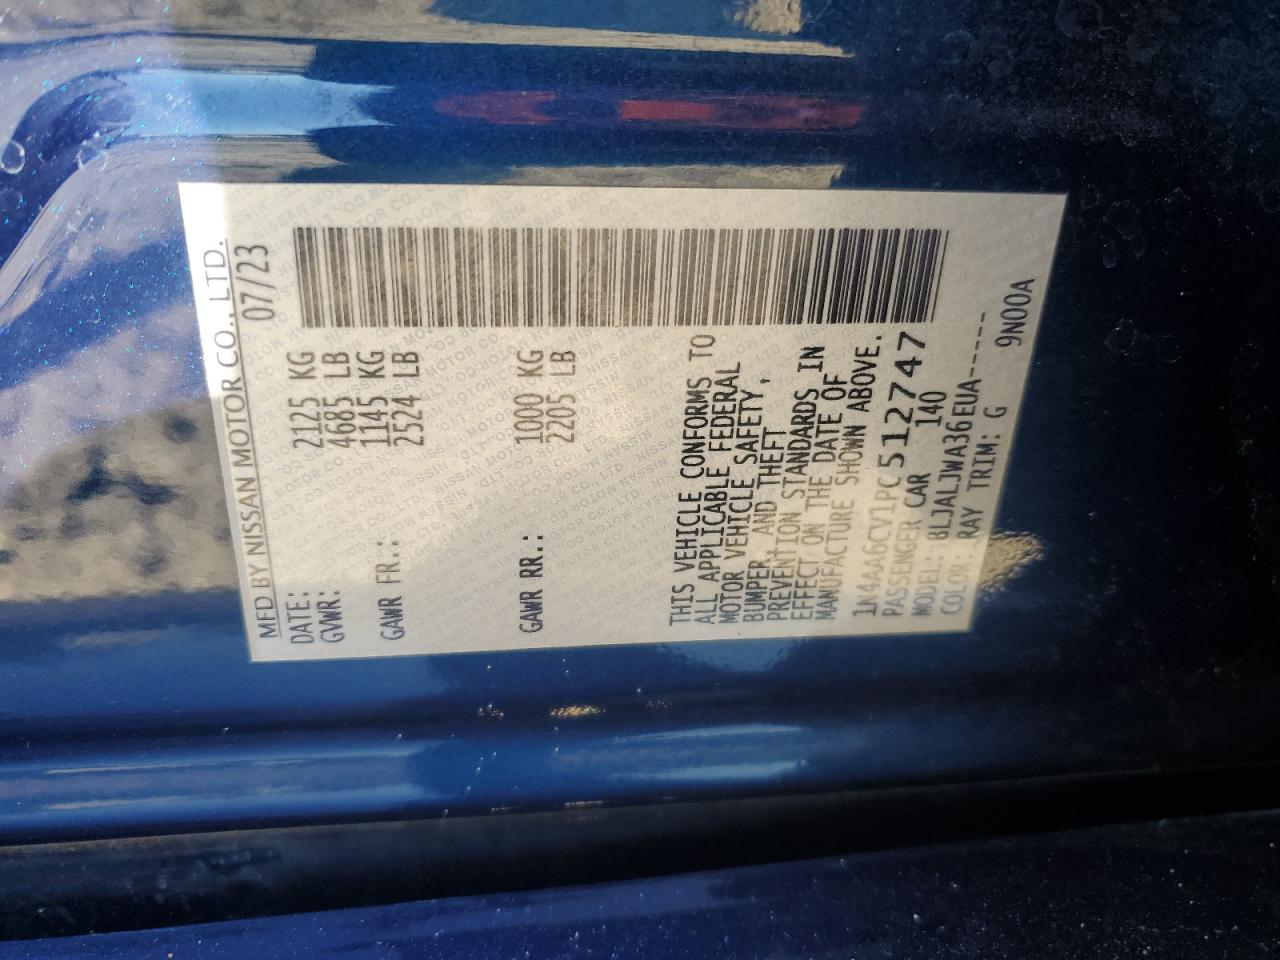 MFD BY NISSAN MOTOR CO., LTD.
DATE: 07/23
GVWR: 2125 KG
4685 LB
GAWR FR.: 1145 KG
2524 LB
GAWR RR.: 1000 KG
2205 LB
THIS VEHICLE CONFORMS TO
ALL APPLICABLE FEDERAL
MOTOR VEHICLE SAFETY,
BUMPER, AND THEFT
PREVENTION STANDARDS IN
EFFECT ON THE DATE OF
MANUFACTURE SHOWN ABOVE.
1N4AA6CV1PC512747
PASSENGER CAR 140
MODEL: BLJALJWA36EUA-----
COLOR: RAY TRIM: G 9N00A